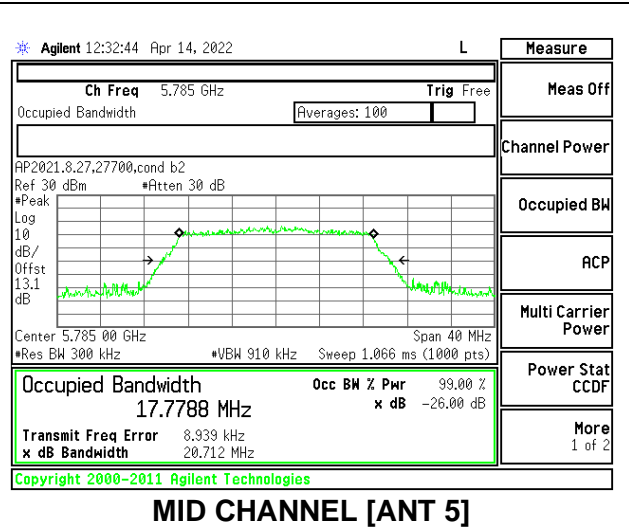 Agilent 12:32:44 Apr 14, 2022 L Measure
Ch Freq 5.785 GHz Trig Free
Meas Off
Occupied Bandwidth Averages: 100
Channel Power
AP2021.8.27,27700,cond b2
Ref 30 dBm #Atten 30 dB
#Peak
Log
10
dB/
Offst
13.1
dB
Occupied BW
ACP
Multi Carrier
Power
Center 5.785 00 GHz Span 40 MHz
#Res BW 300 kHz #VBW 910 kHz Sweep 1.066 ms (1000 pts)
Power Stat
CCDF
Occupied Bandwidth Occ BW % Pwr 99.00 %
17.7788 MHz x dB -26.00 dB
Transmit Freq Error 8.939 kHz
x dB Bandwidth 20.712 MHz
More
1 of 2
Copyright 2000-2011 Agilent Technologies
MID CHANNEL [ANT 5]